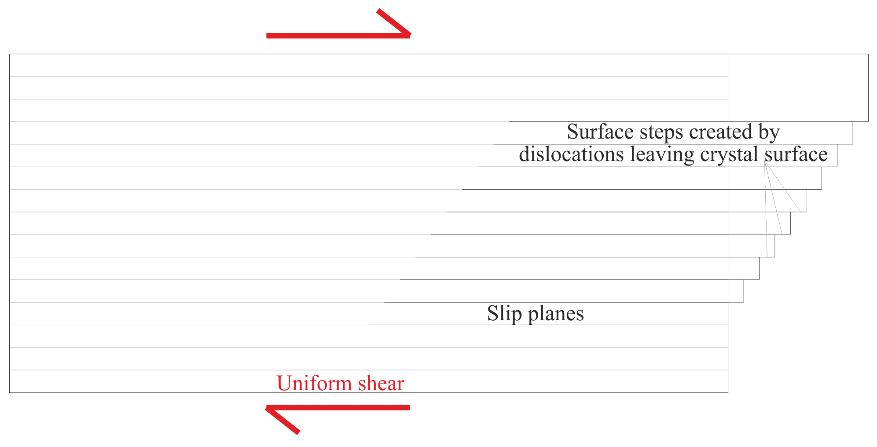 Surface steps created by
dislocations leaving crystal surface
Slip planes
Uniform shear